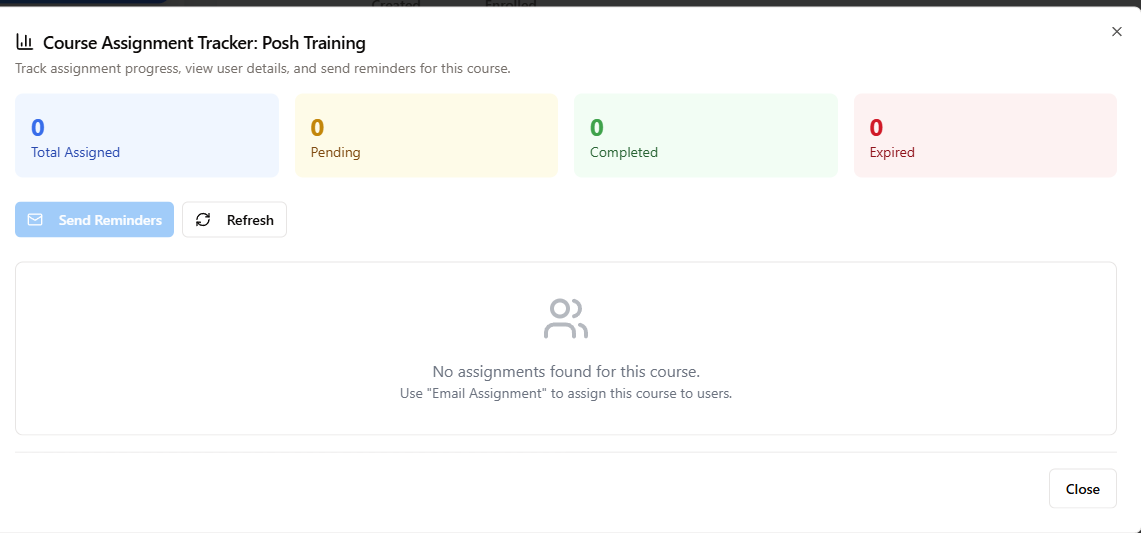 Created Enrolled
Course Assignment Tracker: Posh Training
Track assignment progress, view user details, and send reminders for this course.
0 0 0 0
Total Assigned Pending Completed Expired
Send Reminders Refresh
No assignments found for this course.
Use "Email Assignment" to assign this course to users.
Close